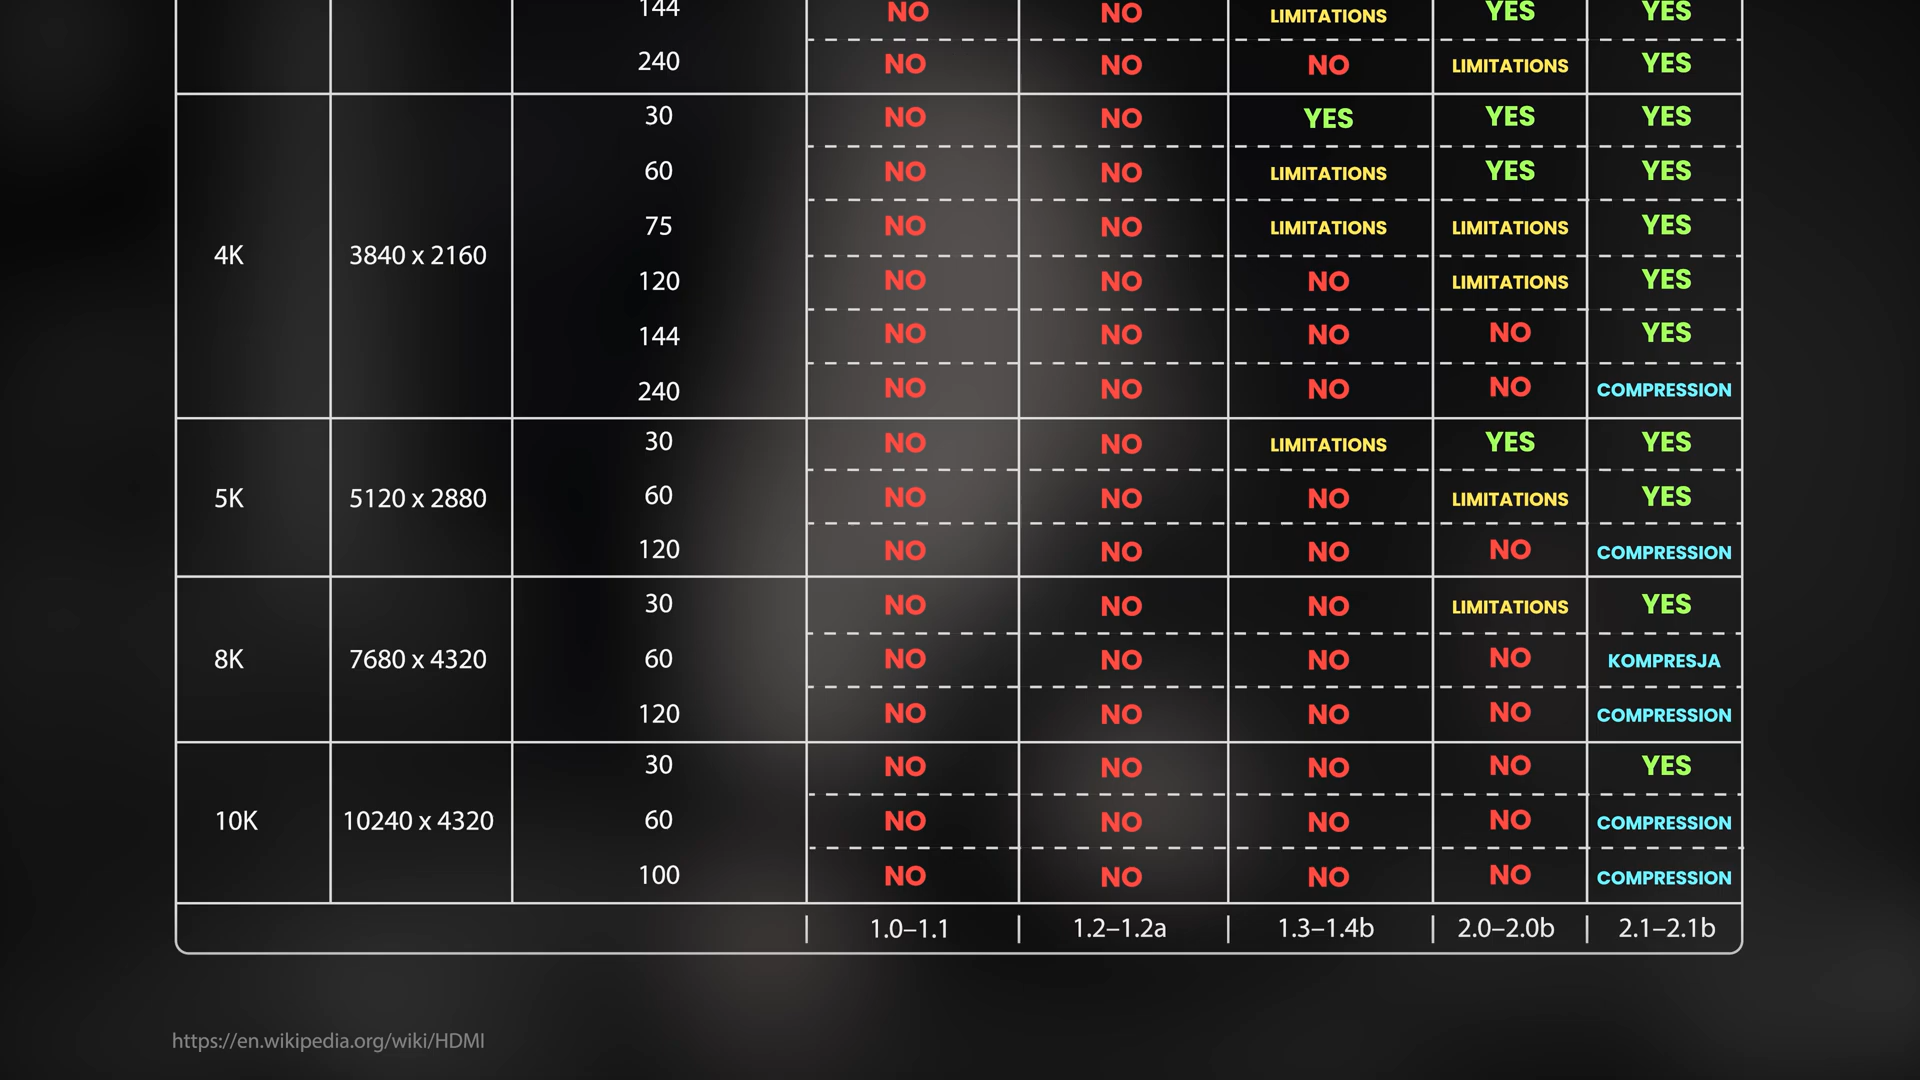 144 NO NO LIMITATIONS YES YES
240 NO NO NO LIMITATIONS YES
30 NO NO YES YES YES
60 NO NO LIMITATIONS YES YES
75 NO NO LIMITATIONS LIMITATIONS YES
4K 3840 x 2160
120 NO NO NO LIMITATIONS YES
144 NO NO NO NO YES
240 NO NO NO NO COMPRESSION
30 NO NO LIMITATIONS YES YES
5K 5120 x 2880 60 NO NO NO LIMITATIONS YES
120 NO NO NO NO COMPRESSION
30 NO NO NO LIMITATIONS YES
8K 7680 x 4320 60 NO NO NO NO KOMPRESJA
120 NO NO NO NO COMPRESSION
30 NO NO NO NO YES
10K 10240 x 4320 60 NO NO NO NO COMPRESSION
100 NO NO NO NO COMPRESSION
1.0–1.1 1.2–1.2a 1.3–1.4b 2.0–2.0b 2.1–2.1b
https://en.wikipedia.org/wiki/HDMI